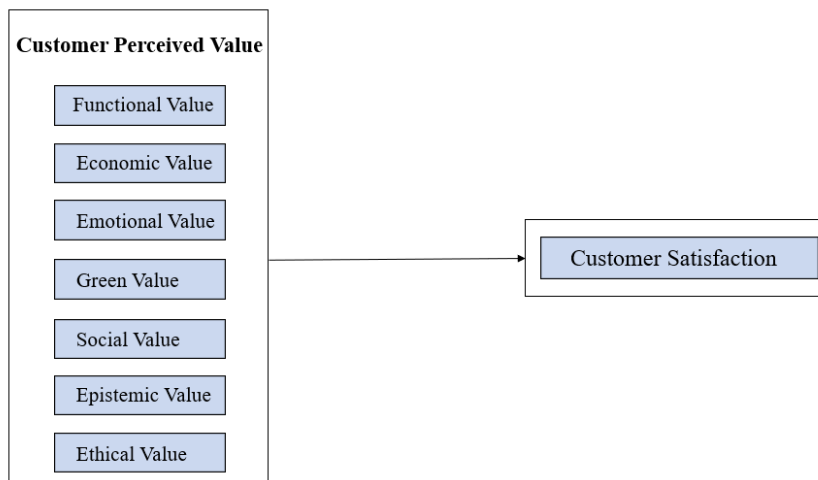 Customer Perceived Value
Functional Value
Economic Value
Emotional Value
Green Value
Social Value
Epistemic Value
Ethical Value
Customer Satisfaction